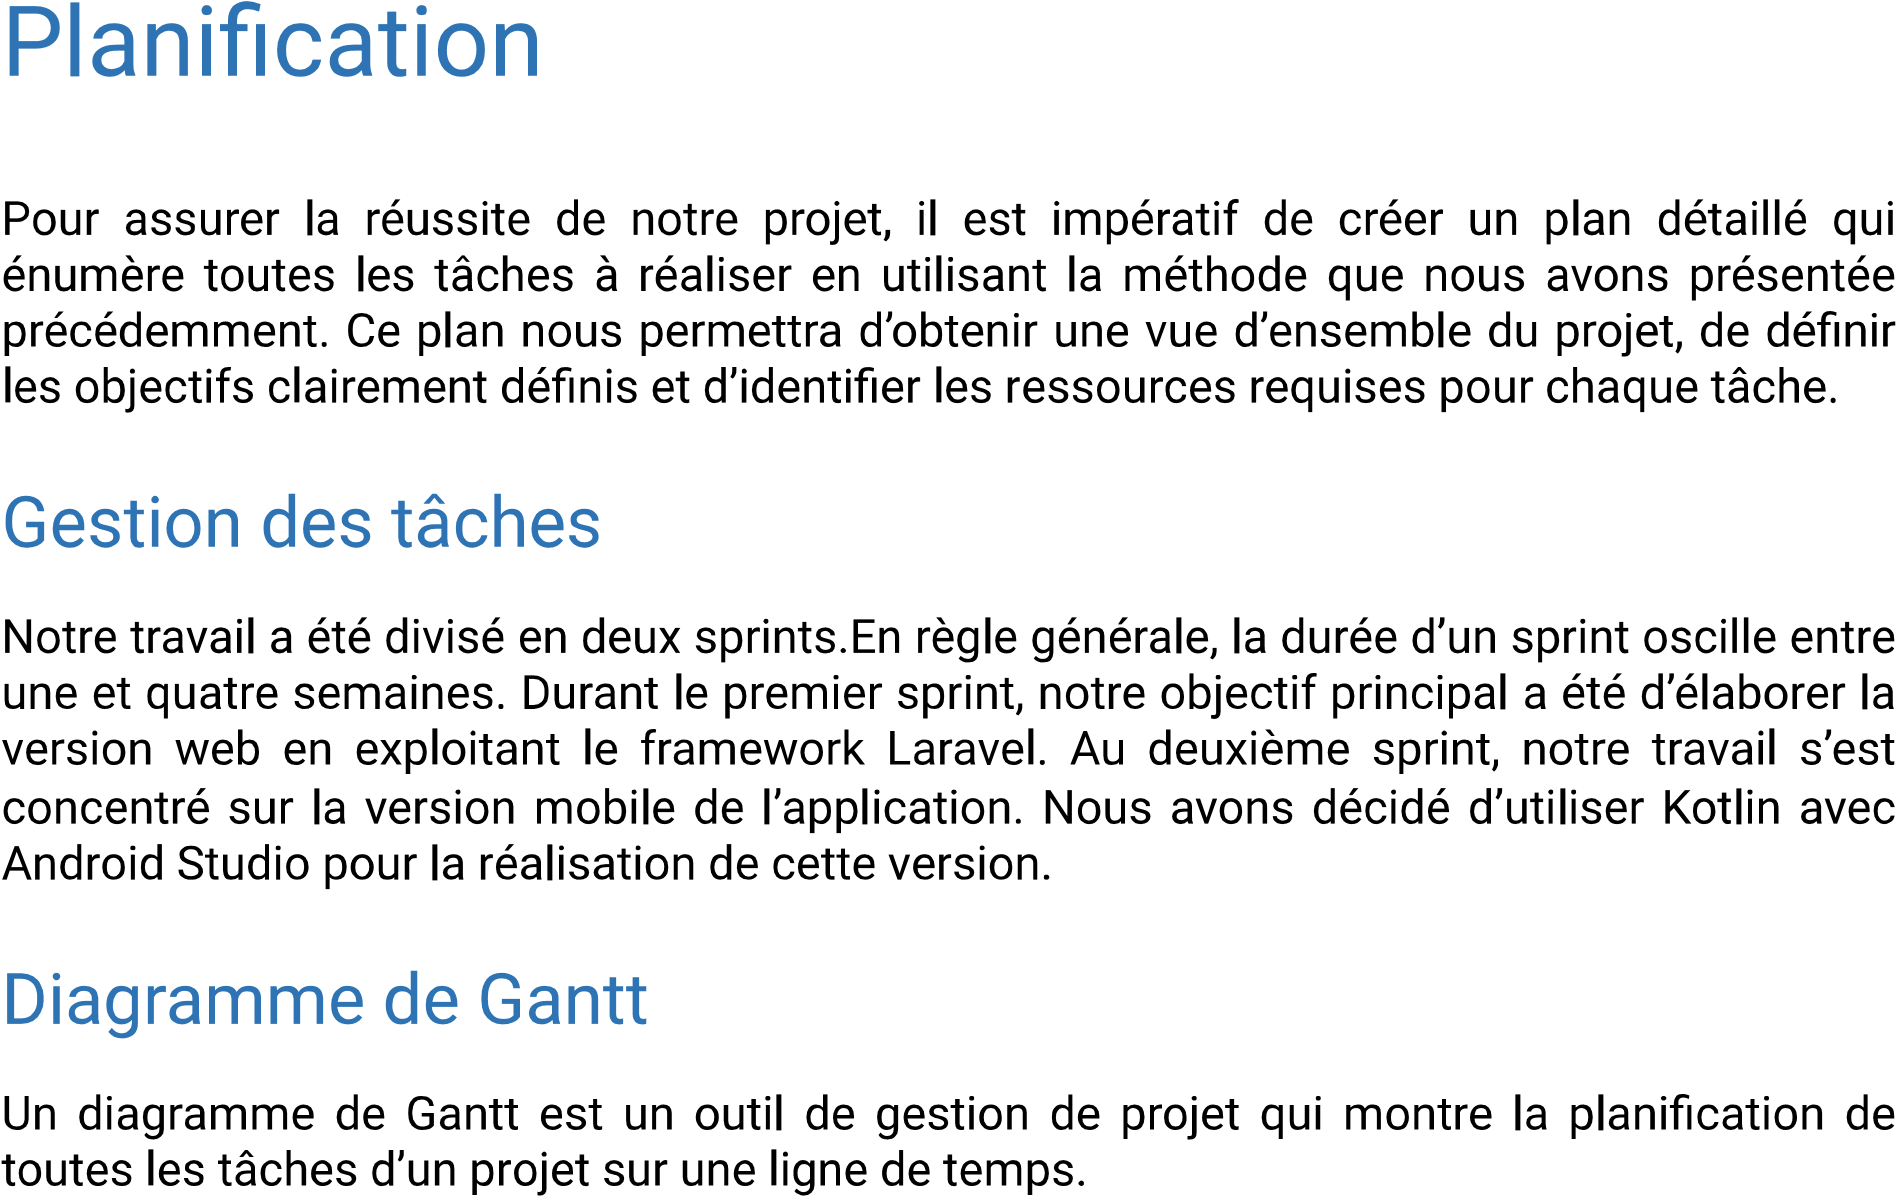 Planification
Pour assurer la réussite de notre projet, il est impératif de créer un plan détaillé qui
énumère toutes les tâches à réaliser en utilisant la méthode que nous avons présentée
précédemment. Ce plan nous permettra d’obtenir une vue d’ensemble du projet, de définir
les objectifs clairement définis et d’identifier les ressources requises pour chaque tâche.
Gestion des tâches
Notre travail a été divisé en deux sprints.En règle générale, la durée d’un sprint oscille entre
une et quatre semaines. Durant le premier sprint, notre objectif principal a été d’élaborer la
version web en exploitant le framework Laravel. Au deuxième sprint, notre travail s’est
concentré sur la version mobile de l’application. Nous avons décidé d’utiliser Kotlin avec
Android Studio pour la réalisation de cette version.
Diagramme de Gantt
Un diagramme de Gantt est un outil de gestion de projet qui montre la planification de
toutes les tâches d’un projet sur une ligne de temps.